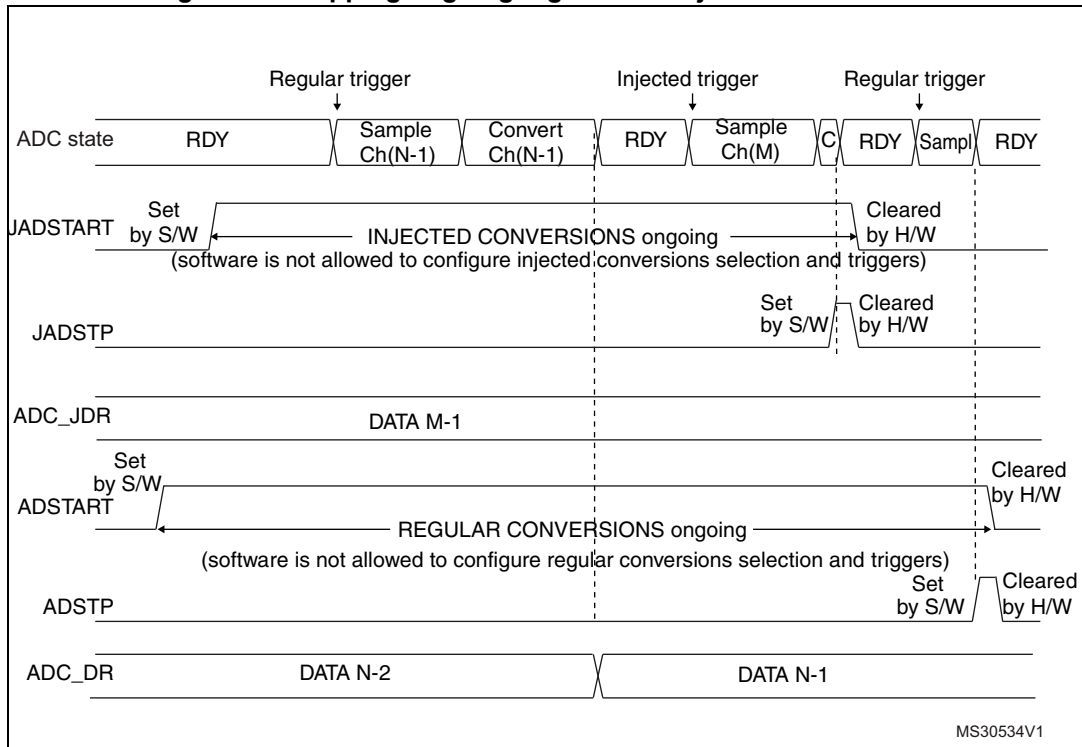 Regular trigger
Injected trigger
Regular trigger
ADC state
RDY
Sample
Ch(N-1)
Convert
Ch(N-1)
RDY
Sample
Ch(M)
C
RDY
Sampl
RDY
JADSTART
Set
by S/W
INJECTED CONVERSIONS ongoing
Cleared
by H/W
(software is not allowed to configure injected conversions selection and triggers)
JADSTP
Set
by S/W
Cleared
by H/W
ADC_JDR
DATA M-1
ADSTART
Set
by S/W
REGULAR CONVERSIONS ongoing
Cleared
by H/W
(software is not allowed to configure regular conversions selection and triggers)
ADSTP
Set
by S/W
Cleared
by H/W
ADC_DR
DATA N-2
DATA N-1
MS30534V1